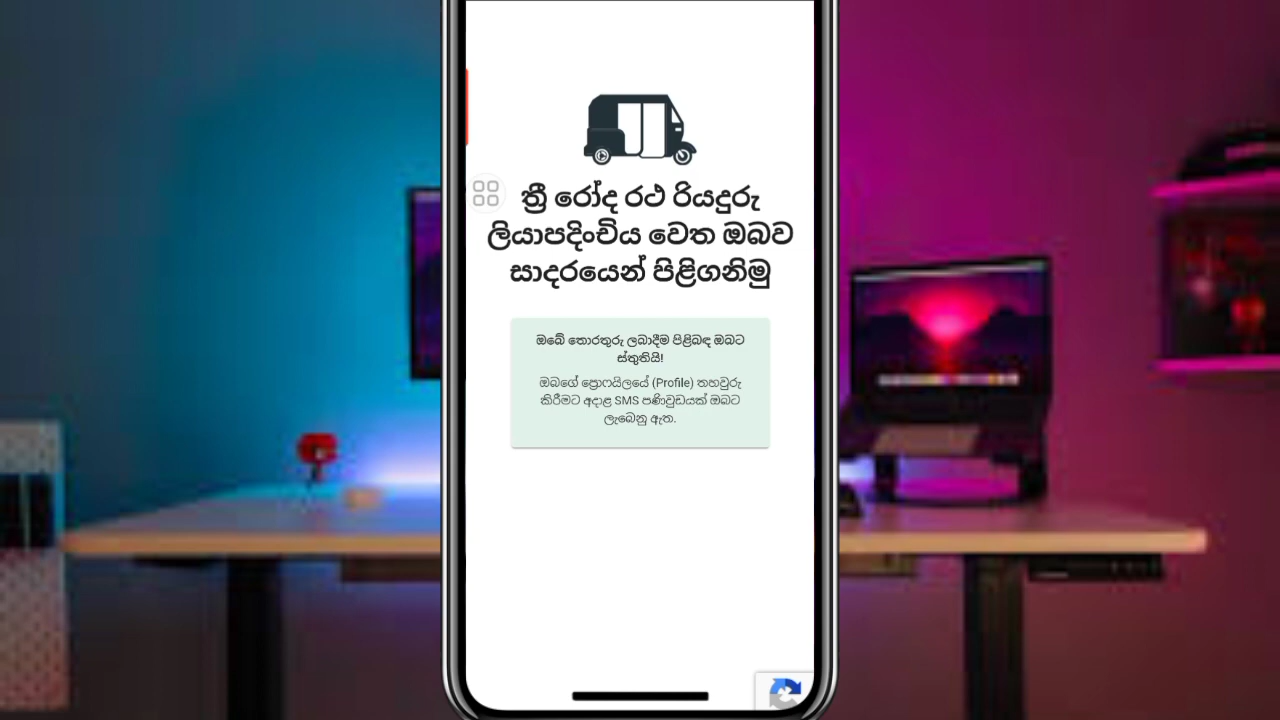 ත්‍රී රෝද රථ රියදුරු
ලියාපදිංචිය වෙත ඔබව
සාදරයෙන් පිළිගනිමු
ඔබේ තොරතුරු ලබාදීම පිළිබඳ ඔබට
ස්තුතියි!
ඔබගේ ප්‍රොෆයිලයේ (Profile) තහවුරු
කිරීමට අදාළ SMS පණිවුඩයක් ඔබට
ලැබෙනු ඇත.